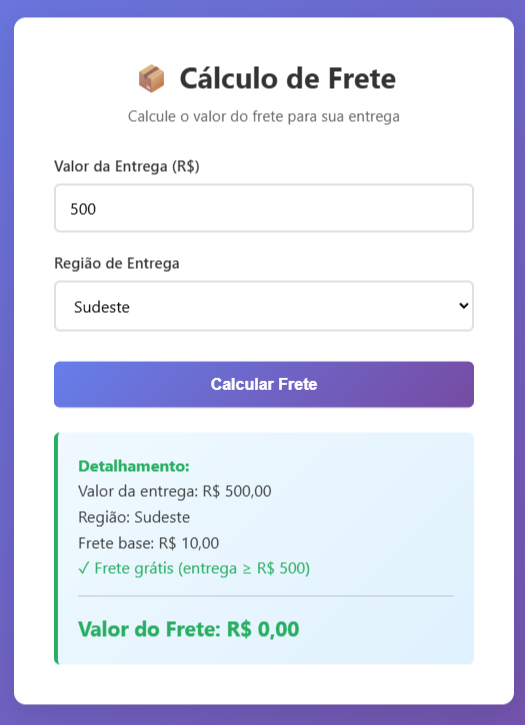 Cálculo de Frete
Calcule o valor do frete para sua entrega
Valor da Entrega (R$)
500
Região de Entrega
Sudeste
Calcular Frete
Detalhamento:
Valor da entrega: R$ 500,00
Região: Sudeste
Frete base: R$ 10,00
✓ Frete grátis (entrega ≥ R$ 500)
Valor do Frete: R$ 0,00